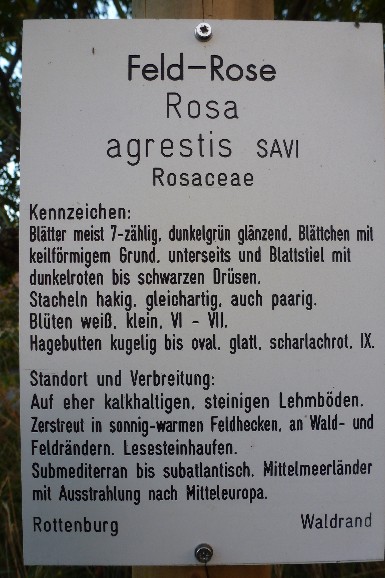 Feld-Rose
Rosa
agrestis SAVI
Rosaceae
Kennzeichen:
Blätter meist 7-zählig, dunkelgrün glänzend, Blättchen mit
keilförmigem Grund, unterseits und Blattstiel mit
dunkelroten bis schwarzen Drüsen.
Stacheln hakig, gleichartig, auch paarig.
Blüten weiß, klein, VI - VII.
Hagebutten kugelig bis oval, glatt, scharlachrot, IX.
Standort und Verbreitung:
Auf eher kalkhaltigen, steinigen Lehmböden.
Zerstreut in sonnig-warmen Feldhecken, an Wald- und
Feldrändern, Lesesteinhaufen.
Submediterran bis subatlantisch, Mittelmeerländer
mit Ausstrahlung nach Mitteleuropa.
Rottenburg Waldrand